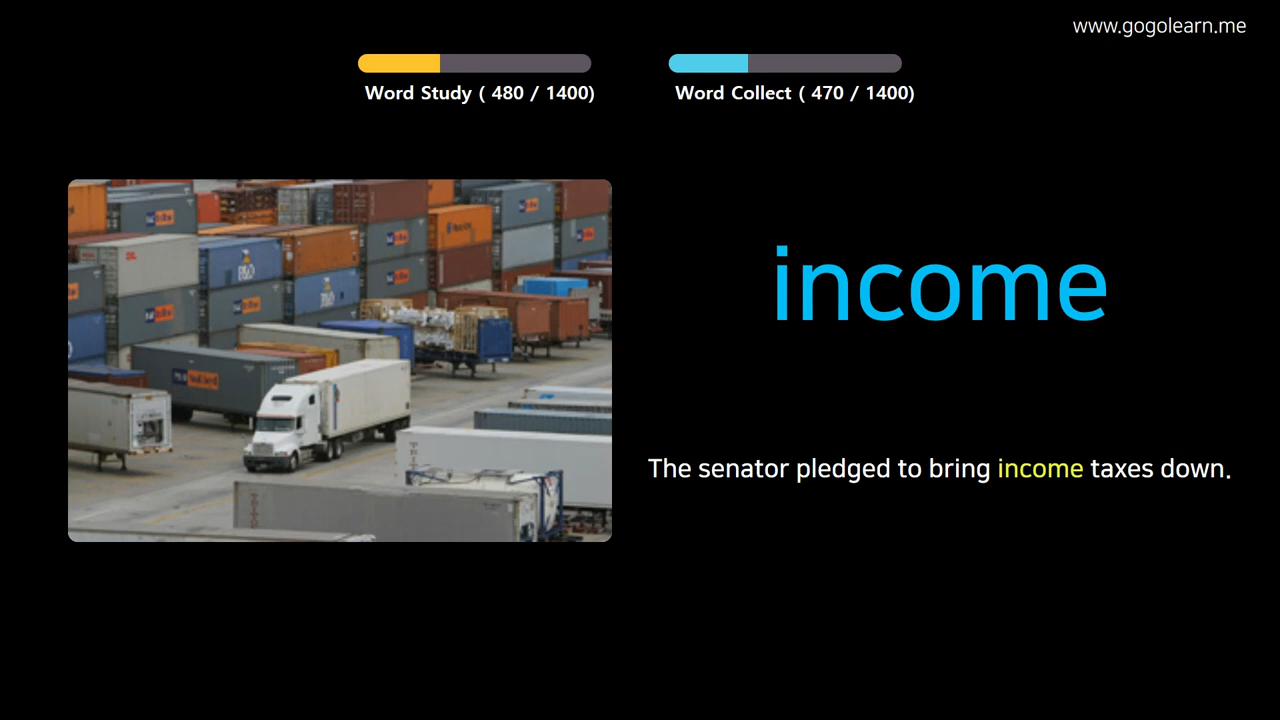 www.gogolearn.me
Word Study ( 480 / 1400)
Word Collect ( 470 / 1400)
income
The senator pledged to bring income taxes down.
P&O